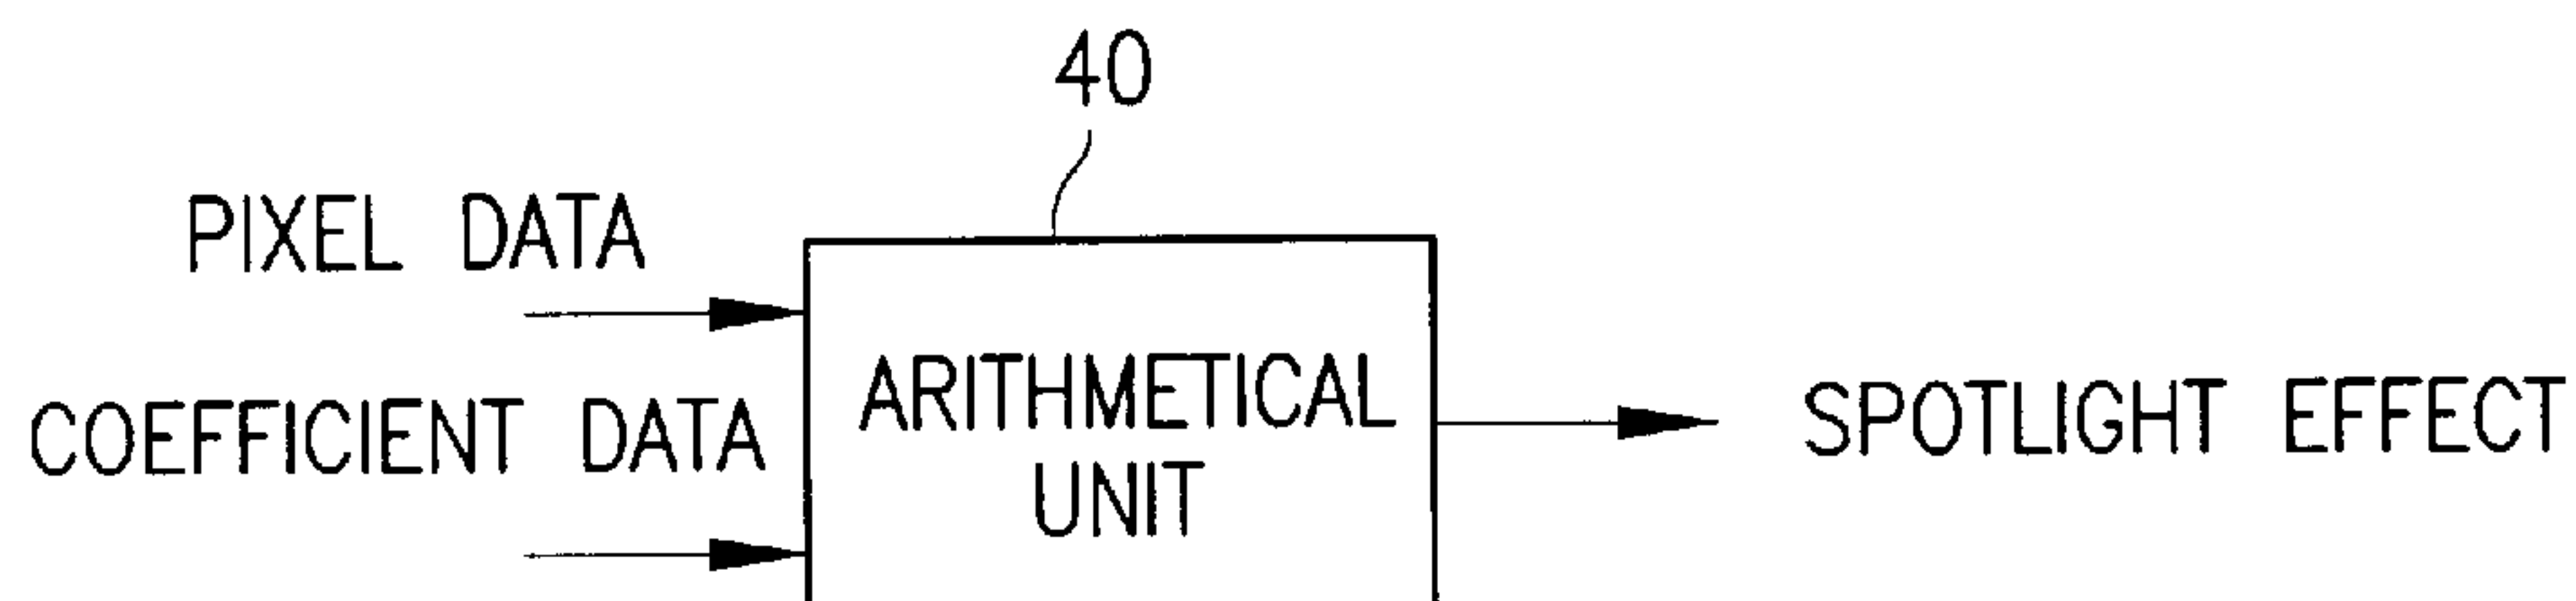 40
PIXEL DATA
COEFFICIENT DATA
ARITHMETICAL
UNIT
SPOTLIGHT EFFECT